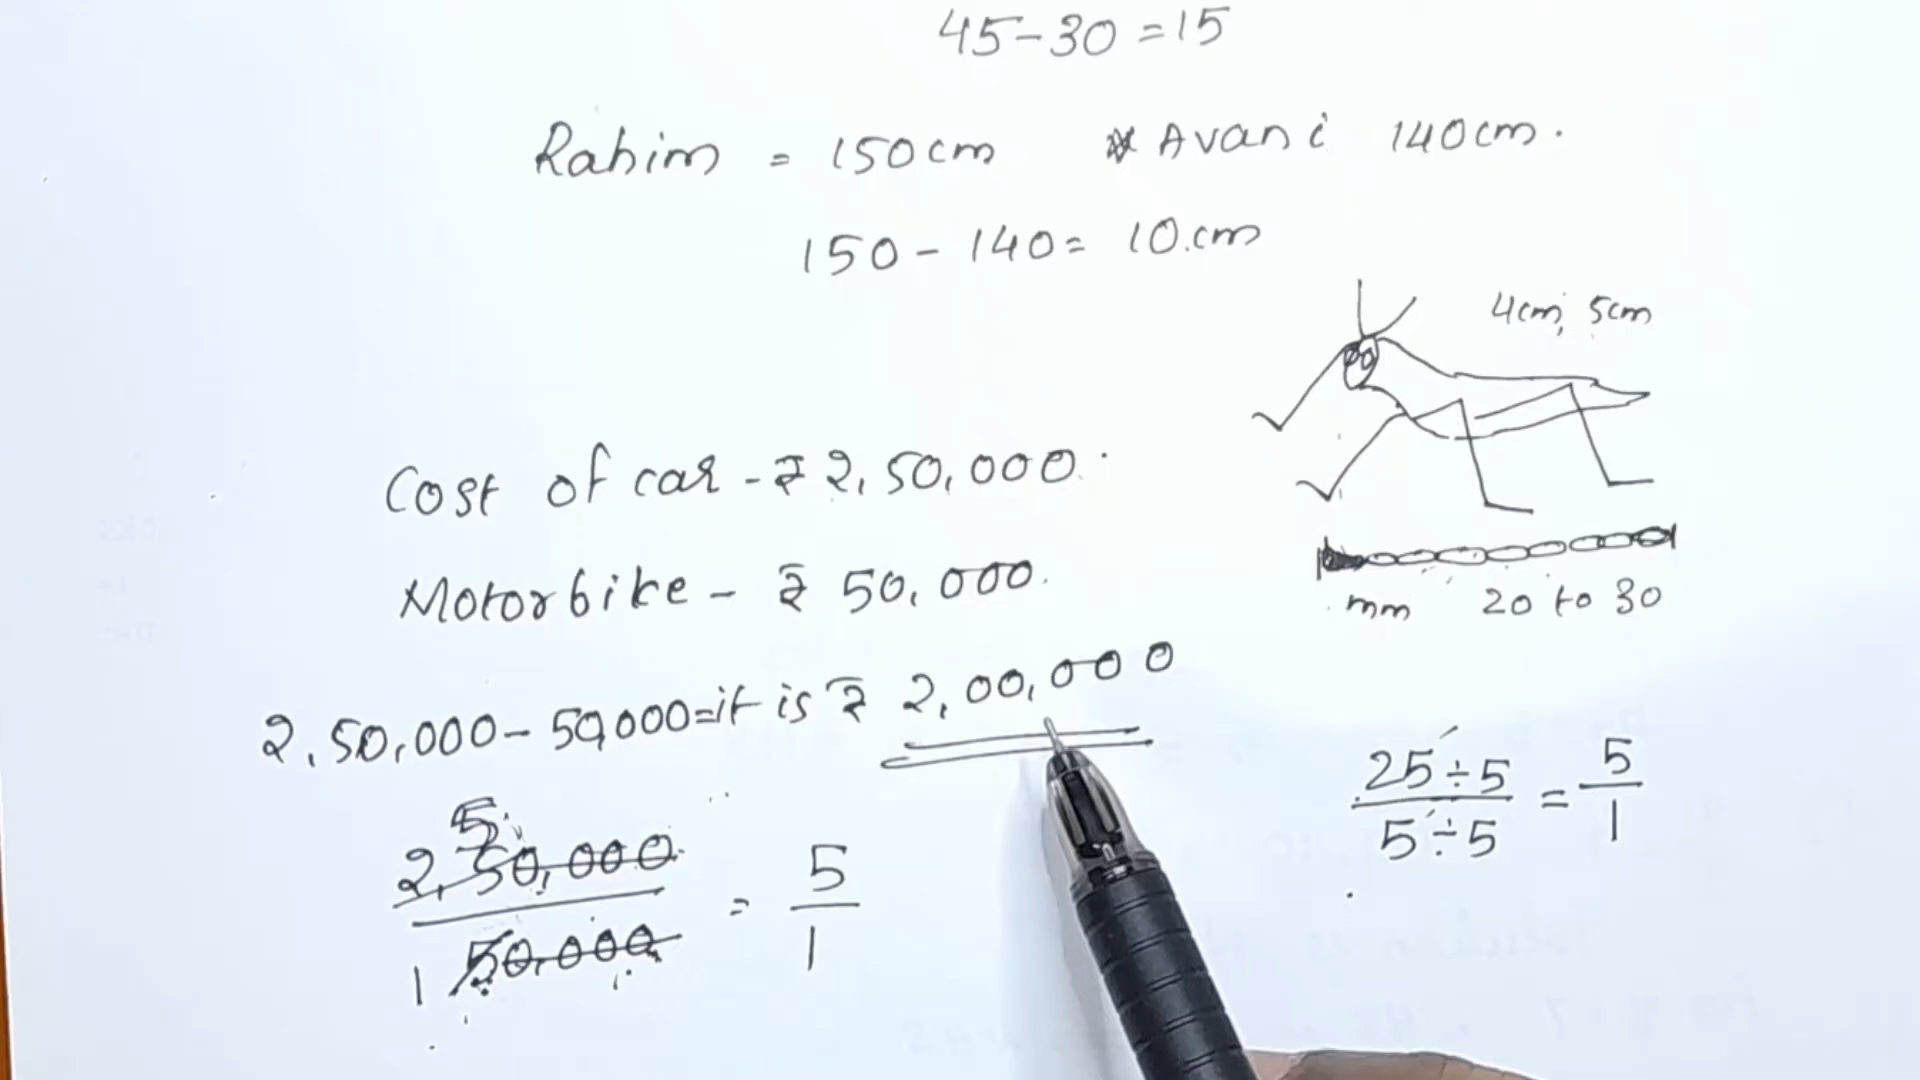 45-30=15
Rahim = 150cm Avani 140cm.
150-140= 10.cm
4cm, 5cm
Cost of car - ₹ 2,50,000.
Motorbike - ₹ 50,000.
mm 20 to 30
2,50,000-50,000=it is ₹ 2,00,000
5
2,50,000
1 50,000
= 5/1
25÷5
5÷5
= 5/1